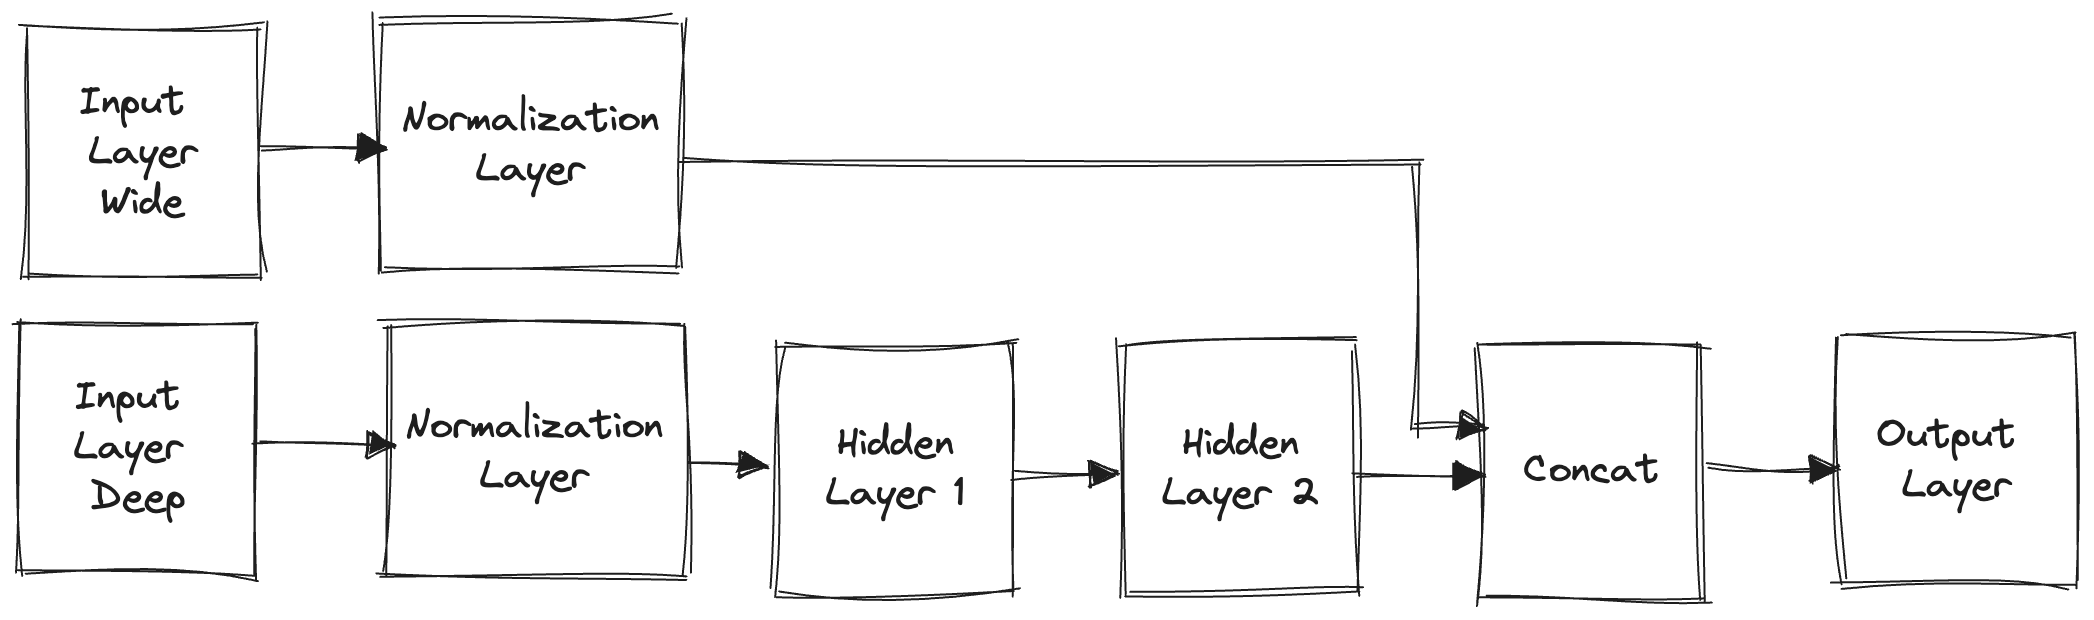 Input
Layer
Wide
Normalization
Layer
Input
Layer
Deep
Normalization
Layer
Hidden
Layer 1
Hidden
Layer 2
Concat
Output
Layer